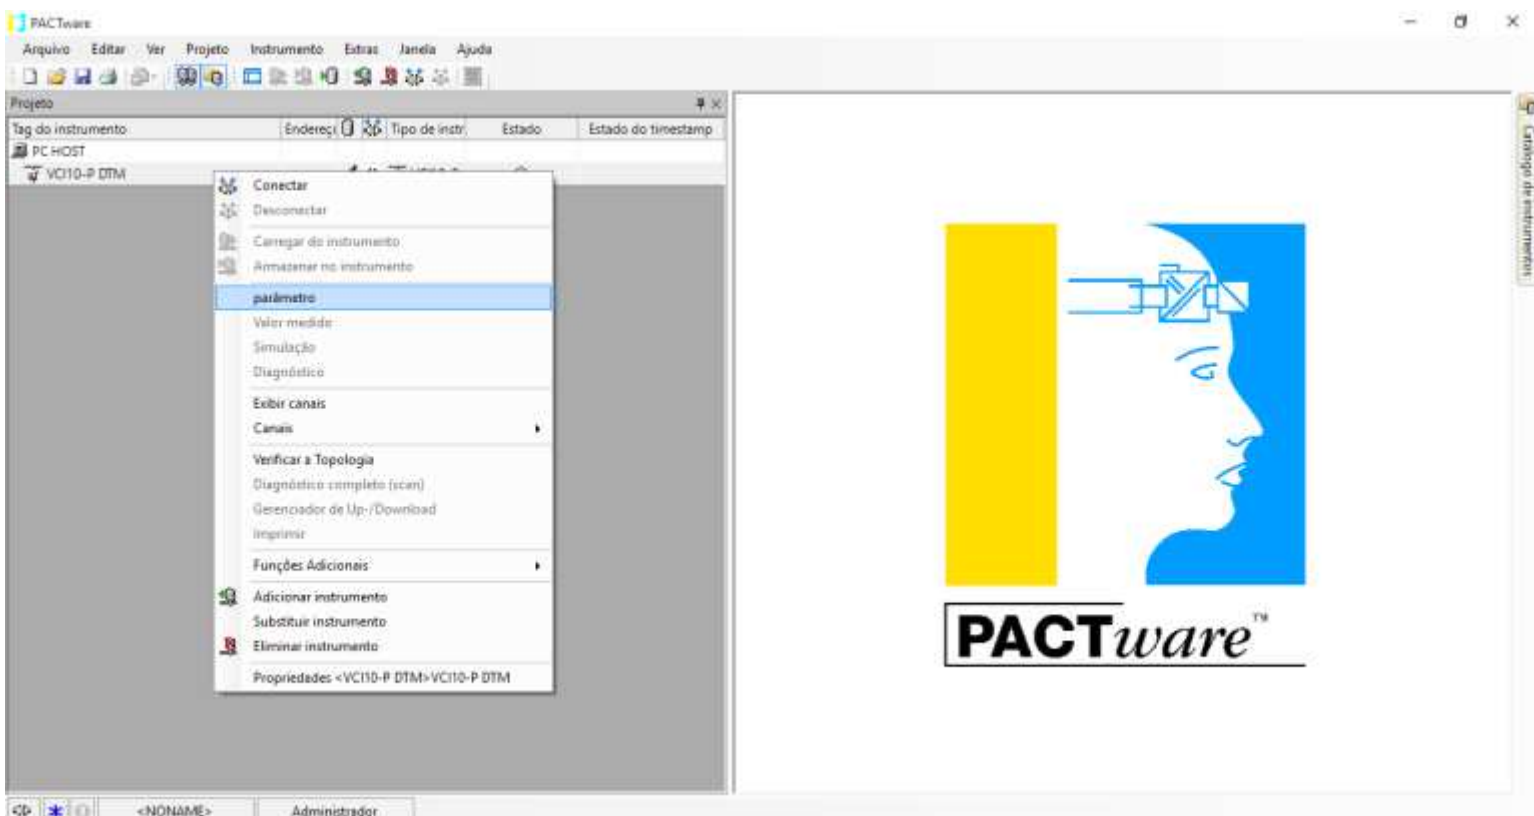 PACTware
Arquivo Editar Ver Projeto Instrumento Extras Janela Ajuda
Projeto
Tag do instrumento Endereç Tipo de instr. Estado Estado do timestamp
PC HOST
VCI10-P DTM
Conectar
Desconectar
Carregar do instrumento
Armazenar no instrumento
parâmetro
Valor medido
Simulação
Diagnóstico
Exibir canais
Canais
Verificar a Topologia
Diagnóstico completo (scan)
Gerenciador de Up-/Download
Imprimir
Funções Adicionais
Adicionar instrumento
Substituir instrumento
Eliminar instrumento
Propriedades <VCI10-P DTM>VCI10-P DTM
PACTware™
Catálogo de instrumentos
<NONAME> Administrador